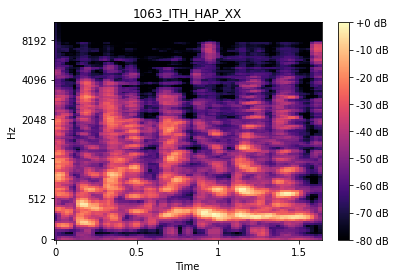 1063_ITH_HAP_XX
+0 dB
8192
-10 dB
4096
-20 dB
-30 dB
2048
Hz
-40 dB
1024
-50 dB
512
-60 dB
-70 dB
0
-80 dB
0
0.5
1
1.5
Time